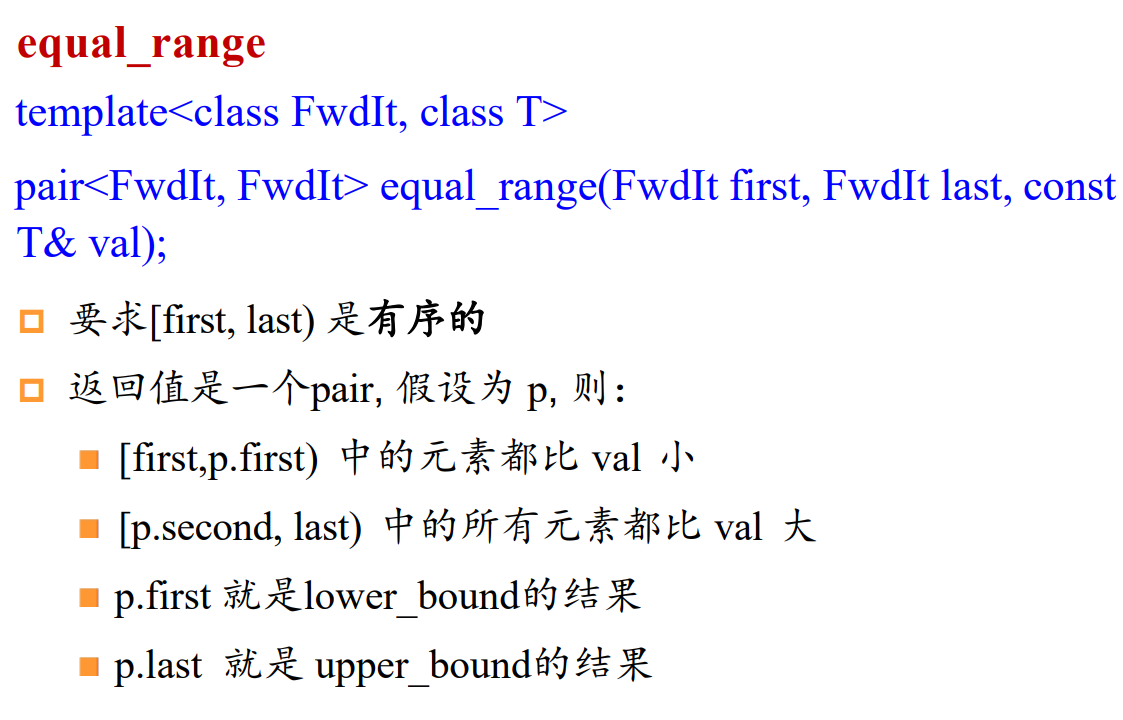 equal_range
template<class FwdIt, class T>
pair<FwdIt, FwdIt> equal_range(FwdIt first, FwdIt last, const
T& val);
要求[first, last) 是有序的
返回值是一个pair, 假设为 p, 则：
[first,p.first) 中的元素都比 val 小
[p.second, last) 中的所有元素都比 val 大
p.first 就是lower_bound的结果
p.last 就是 upper_bound的结果